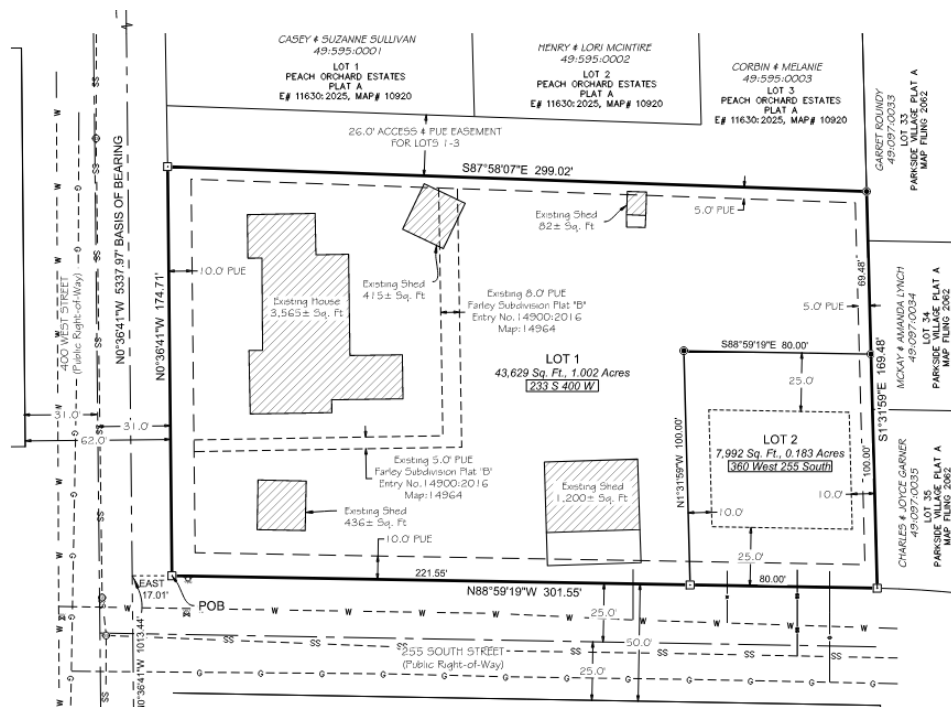 CASEY & SUZANNE SULLIVAN
49:595:0001
LOT 1
PEACH ORCHARD ESTATES
PLAT A
E# 11630:2025, MAP# 10920
HENRY & LORI MCINTIRE
49:595:0002
LOT 2
PEACH ORCHARD ESTATES
PLAT A
E# 11630:2025, MAP# 10920
CORBIN & MELANIE
49:595:0003
LOT 3
PEACH ORCHARD ESTATES
PLAT A
E# 11630:2025, MAP# 10920
GARRET ROUNDY
49:097:0033
LOT 33
PARKSIDE VILLAGE PLAT A
MAP FILING 2062
26.0' ACCESS & PUE EASEMENT
FOR LOTS 1-3
S87°58'07"E 299.02'
N0°36'41"W 5337.97' BASIS OF BEARING
400 WEST STREET
(Public Right-of-Way)
N0°36'41"W 174.71'
10.0' PUE
Existing House
3,565± Sq. Ft
Existing Shed
415± Sq. Ft
Existing Shed
82± Sq. Ft
5.0' PUE
Existing 8.0' PUE
Farley Subdivision Plat "B"
Entry No.14900:2016
Map:14964
5.0' PUE
69.48'
MCKAY & AMANDA LYNCH
49:097:0034
LOT 34
PARKSIDE VILLAGE PLAT A
MAP FILING 2062
LOT 1
43,629 Sq. Ft., 1.002 Acres
233 S 400 W
S88°59'19"E 80.00'
25.0'
S1°31'59"E 169.48'
31.0'
31.0'
62.0'
LOT 2
7,992 Sq. Ft., 0.183 Acres
360 West 255 South
10.0'
100.00'
N1°31'59"W 100.00'
10.0'
25.0'
CHARLES & JOYCE GARNER
49:097:0035
LOT 35
PARKSIDE VILLAGE PLAT A
MAP FILING 2062
Existing 5.0' PUE
Farley Subdivision Plat "B"
Entry No.14900:2016
Map:14964
Existing Shed
436± Sq. Ft
Existing Shed
1,200± Sq. Ft
10.0' PUE
221.55'
80.00'
N88°59'19"W 301.55'
EAST
17.01'
POB
N0°36'41"W 1013.44'
25.0'
50.0'
255 SOUTH STREET
(Public Right-of-Way)
25.0'
W W W W W W W
SS SS SS SS SS SS
G G G G G G G